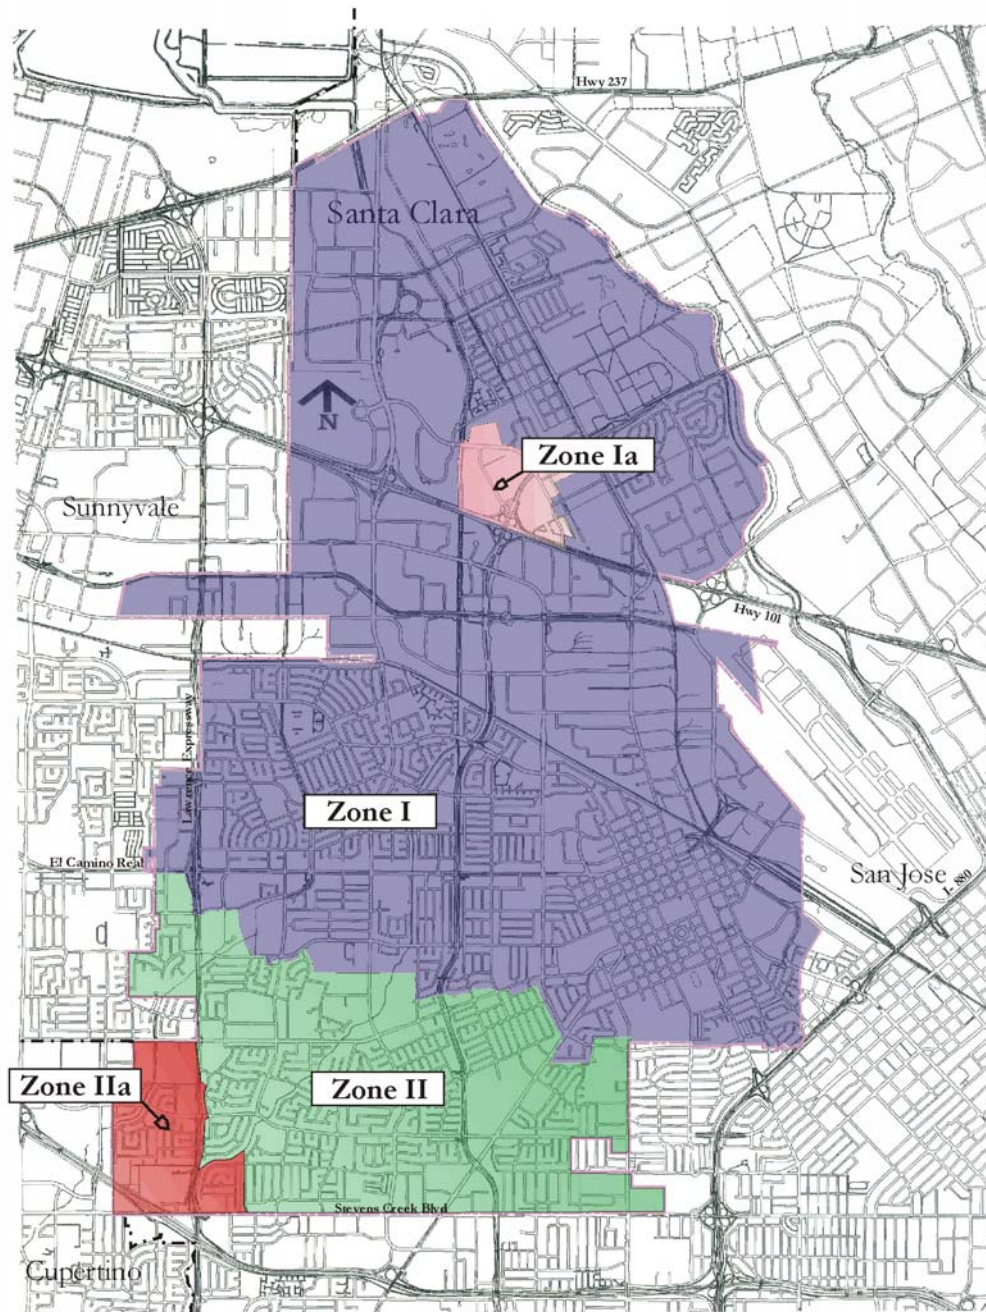 Hwy 237
Santa Clara
N
Zone Ia
Sunnyvale
Hwy 101
Lawrence Expressway
Zone I
El Camino Real
San Jose
I- 880
Zone IIa
Zone II
Stevens Creek Blvd
Cupertino